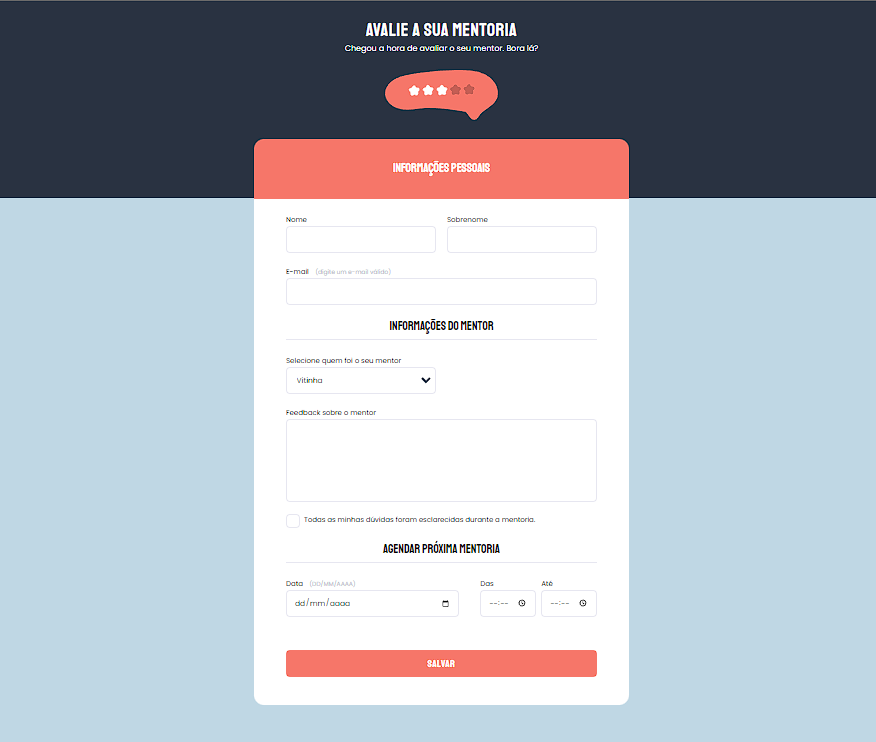 AVALIE A SUA MENTORIA
Chegou a hora de avaliar o seu mentor. Bora lá?
INFORMAÇÕES PESSOAIS
Nome Sobrenome
E-mail (digite um e-mail válido)
INFORMAÇÕES DO MENTOR
Selecione quem foi o seu mentor
Vitinha
Feedback sobre o mentor
Todas as minhas dúvidas foram esclarecidas durante a mentoria.
AGENDAR PRÓXIMA MENTORIA
Data (DD/MM/AAAA) Das Até
dd/mm/aaaa --:-- --:--
SALVAR